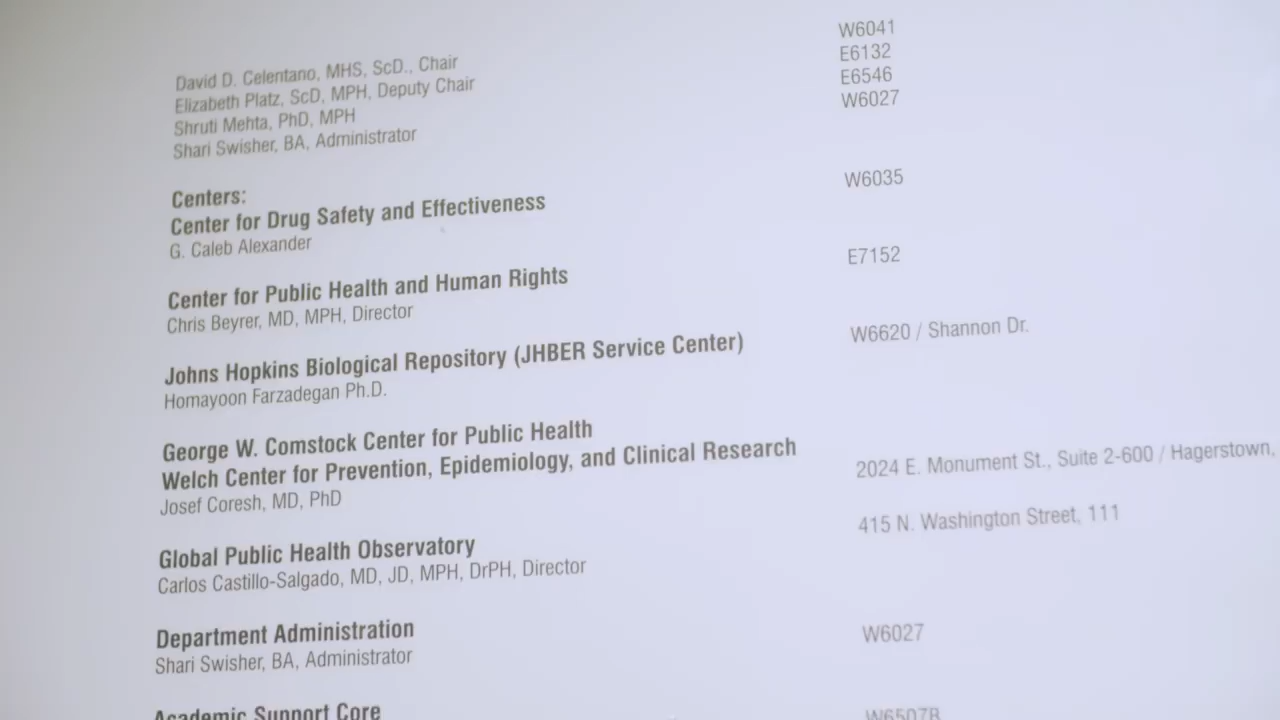 David D. Celentano, MHS, ScD., Chair W6041
Elizabeth Platz, ScD, MPH, Deputy Chair E6132
Shruti Mehta, PhD, MPH E6546
Shari Swisher, BA, Administrator W6027
Centers:
Center for Drug Safety and Effectiveness W6035
G. Caleb Alexander
Center for Public Health and Human Rights E7152
Chris Beyrer, MD, MPH, Director
Johns Hopkins Biological Repository (JHBER Service Center) W6620 / Shannon Dr.
Homayoon Farzadegan Ph.D.
George W. Comstock Center for Public Health
Welch Center for Prevention, Epidemiology, and Clinical Research 2024 E. Monument St., Suite 2-600 / Hagerstown,
Josef Coresh, MD, PhD
Global Public Health Observatory 415 N. Washington Street, 111
Carlos Castillo-Salgado, MD, JD, MPH, DrPH, Director
Department Administration W6027
Shari Swisher, BA, Administrator
Academic Support Core W6507B